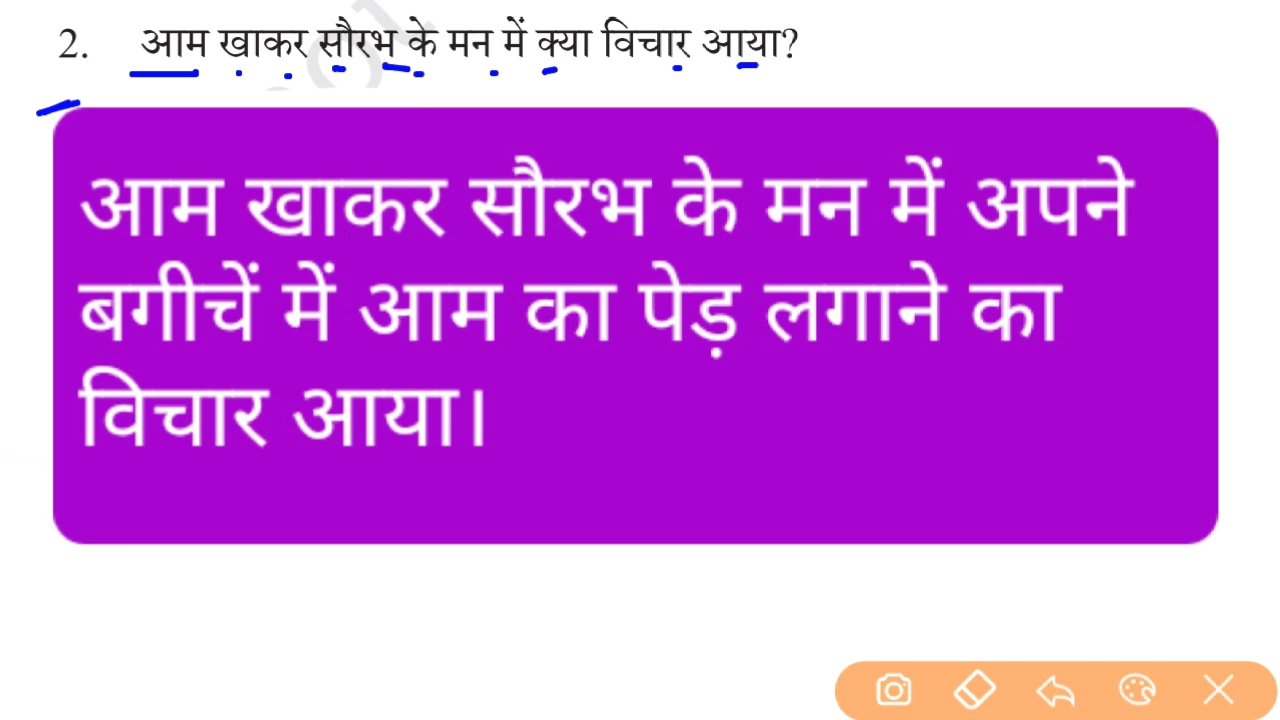 2. आम खाकर सौरभ के मन में क्या विचार आया?
आम खाकर सौरभ के मन में अपने
बगीचें में आम का पेड़ लगाने का
विचार आया।